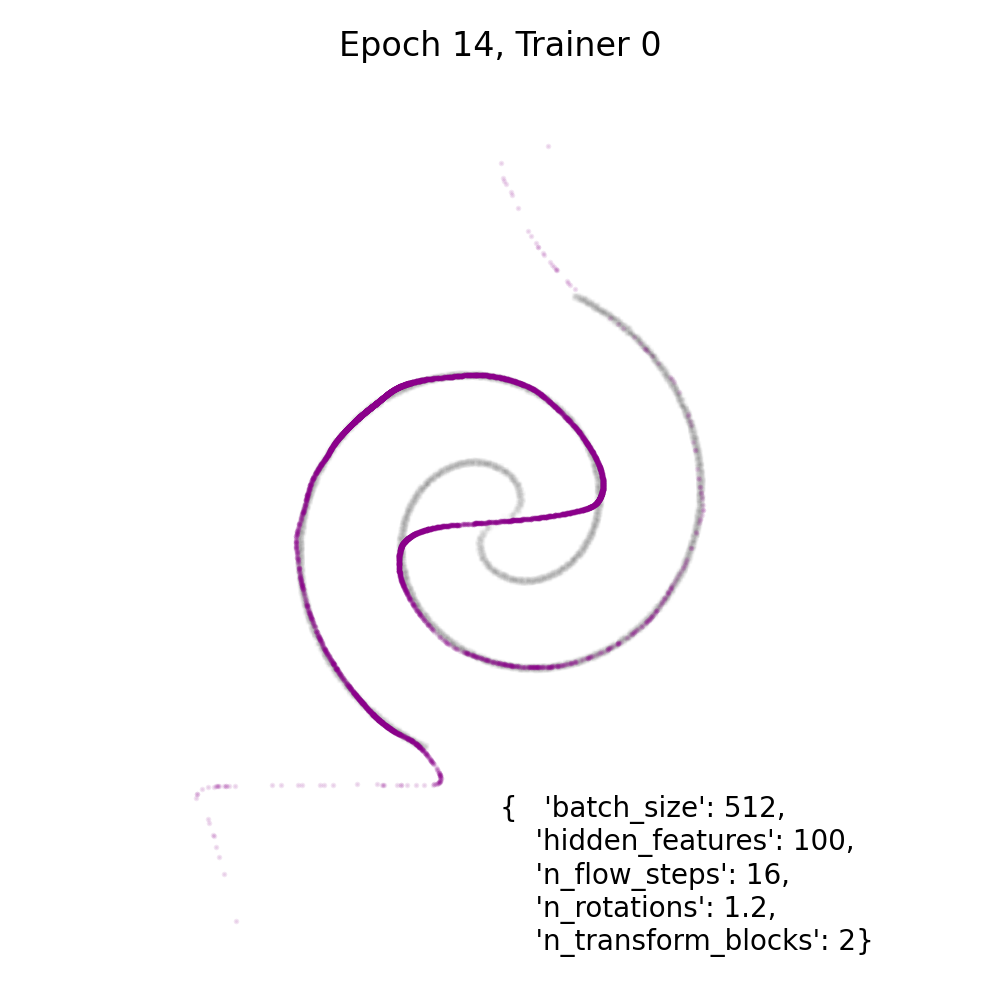 Epoch 14, Trainer 0
{   'batch_size': 512,
'hidden_features': 100,
'n_flow_steps': 16,
'n_rotations': 1.2,
'n_transform_blocks': 2}